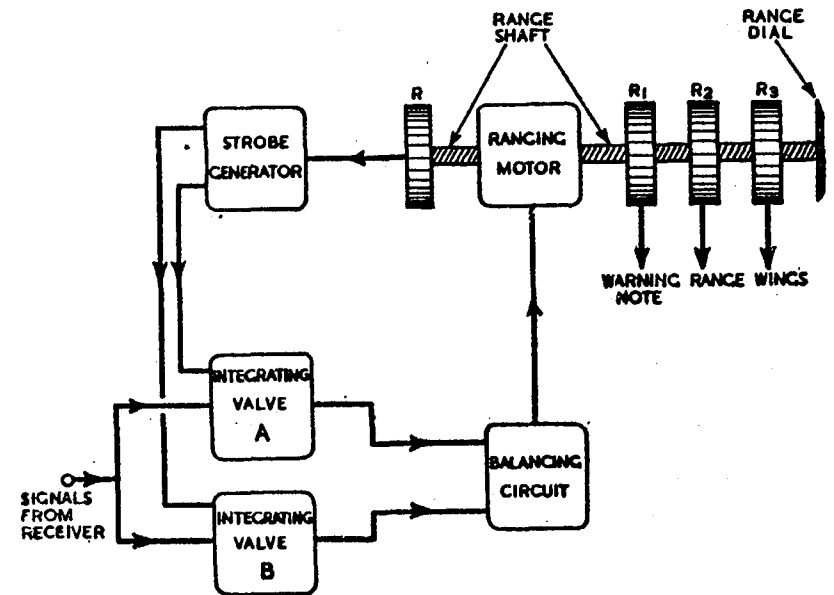 RANGE
SHAFT
RANGE
DIAL
R
R1
R2
R3
STROBE
GENERATOR
RANGING
MOTOR
WARNING
NOTE
RANGE
WINGS
INTEGRATING
VALVE
A
BALANCING
CIRCUIT
SIGNALS
FROM
RECEIVER
INTEGRATING
VALVE
B